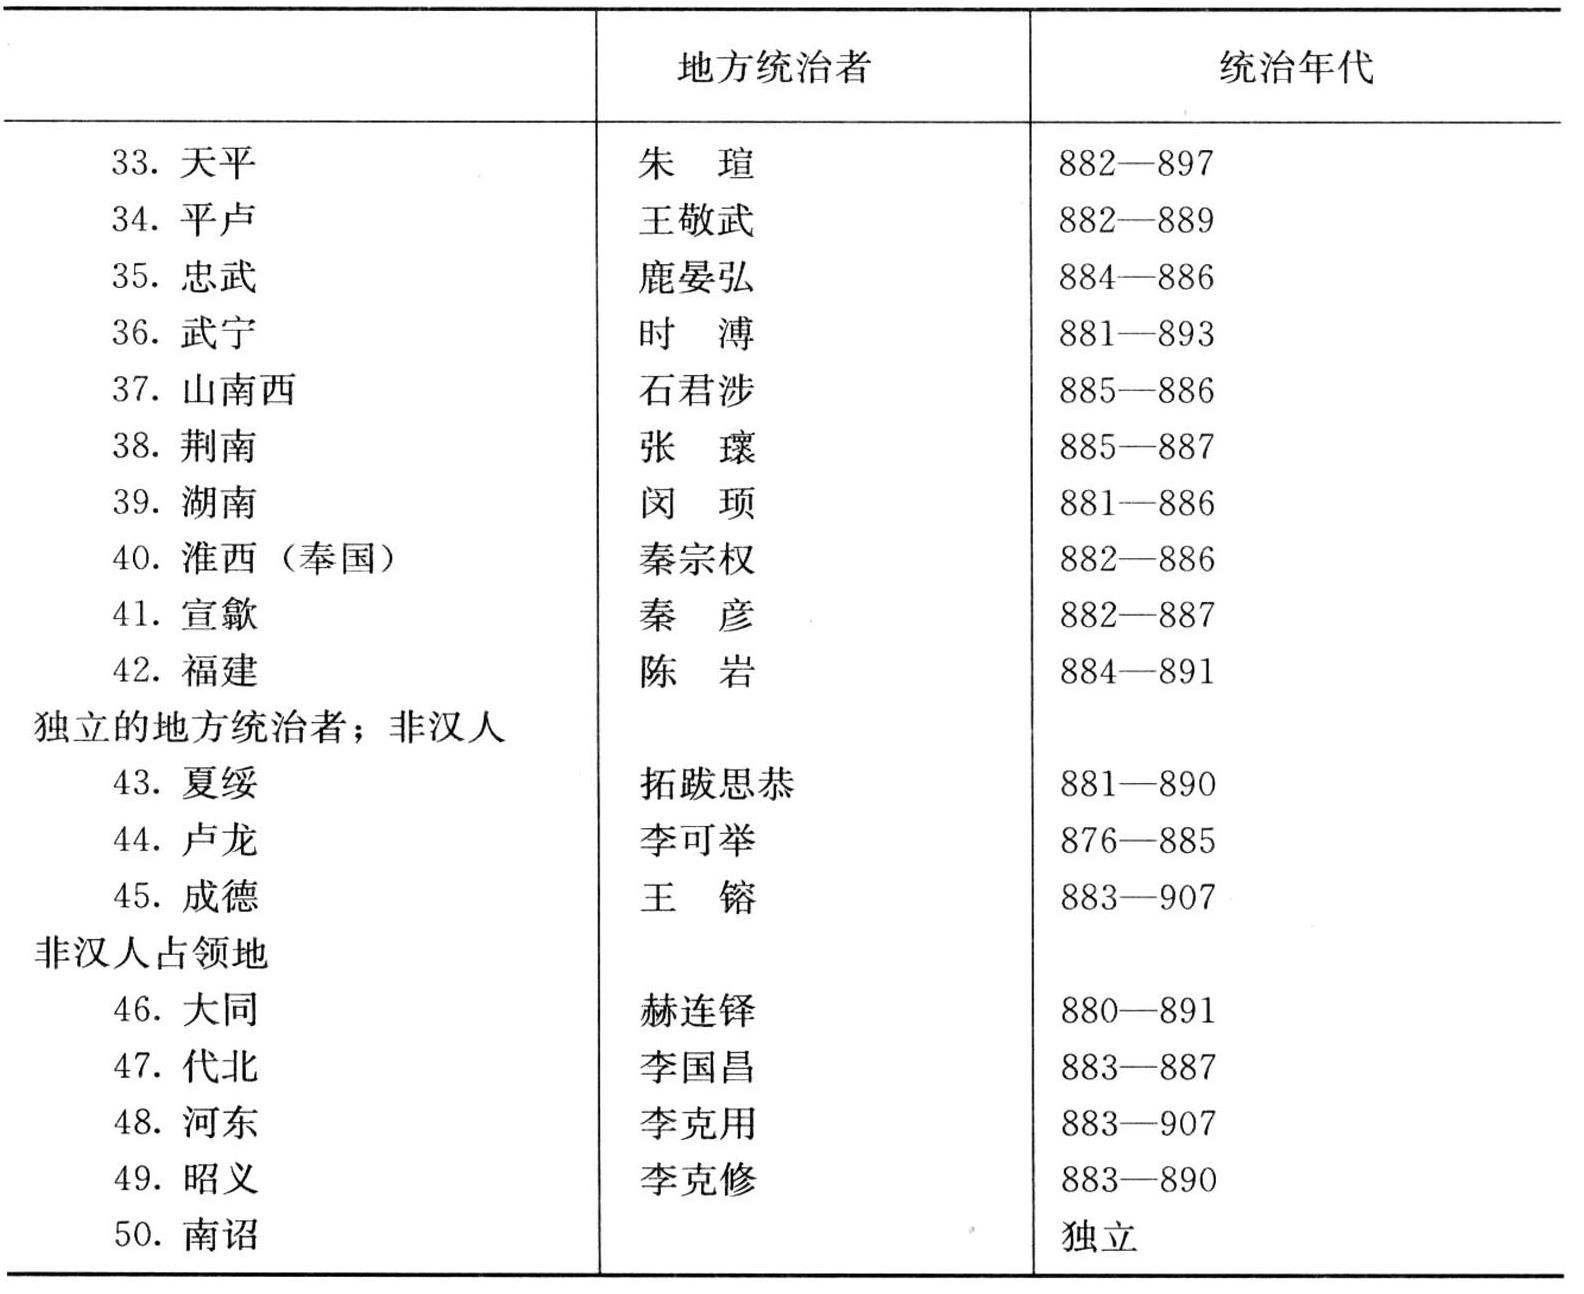 地方统治者 统治年代
33. 天平 朱 瑄 882—897
34. 平卢 王敬武 882—889
35. 忠武 鹿晏弘 884—886
36. 武宁 时 溥 881—893
37. 山南西 石君涉 885—886
38. 荆南 张 瓌 885—887
39. 湖南 闵 顼 881—886
40. 淮西（奉国） 秦宗权 882—886
41. 宣歙 秦 彦 882—887
42. 福建 陈 岩 884—891
独立的地方统治者；非汉人
43. 夏绥 拓跋思恭 881—890
44. 卢龙 李可举 876—885
45. 成德 王 镕 883—907
非汉人占领地
46. 大同 赫连铎 880—891
47. 代北 李国昌 883—887
48. 河东 李克用 883—907
49. 昭义 李克修 883—890
50. 南诏 独立